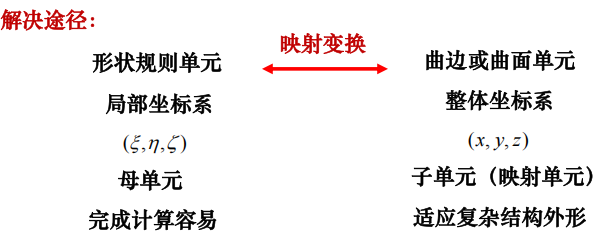 解决途径：
映射变换
形状规则单元
曲边或曲面单元
局部坐标系
整体坐标系
(ξ,η,ζ)
(x, y, z)
母单元
子单元（映射单元）
完成计算容易
适应复杂结构外形